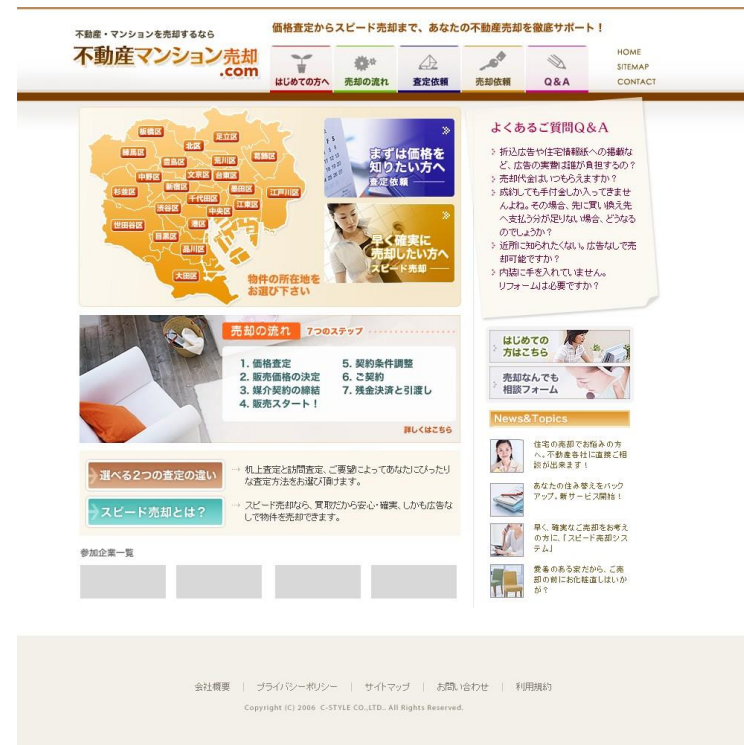 不動産・マンションを売却するなら
不動産マンション売却
.com
価格査定からスピード売却まで、あなたの不動産売却を徹底サポート！
はじめての方へ
売却の流れ
査定依頼
売却依頼
Q&A
HOME
SITEMAP
CONTACT
板橋区
足立区
北区
練馬区
豊島区
荒川区
葛飾区
中野区
文京区
台東区
杉並区
新宿区
墨田区
江戸川区
千代田区
渋谷区
中央区
江東区
世田谷区
港区
目黒区
品川区
大田区
物件の所在地を
お選び下さい
まずは価格を
知りたい方へ
査定依頼
早く確実に
売却したい方へ
スピード売却
よくあるご質問Q&A
折込広告や住宅情報紙への掲載な
ど、広告の実費は誰が負担するの？
売却代金はいつもらえますか？
成約しても手付金しか入ってきませ
んよね。その場合、先に買い換え先
へ支払う分が足りない場合、どうなる
のでしょうか？
近所に知られたくない。広告なしで売
却可能ですか？
内装に手を入れていません。
リフォームは必要ですか？
売却の流れ 7つのステップ
1. 価格査定
2. 販売価格の決定
3. 媒介契約の締結
4. 販売スタート！
5. 契約条件調整
6. ご契約
7. 残金決済と引渡し
詳しくはこちら
はじめての
方はこちら
売却なんでも
相談フォーム
News&Topics
住宅の売却でお悩みの方
へ。不動産各社に直接ご相
談が出来ます！
あなたの住み替えをバック
アップ。新サービス開始！
早く、確実なご売却をお考え
の方に、「スピード売却シス
テム」
愛着のある家だから、ご売
却の前にお化粧直しはいか
が？
選べる2つの査定の違い
机上査定と訪問査定、ご要望によってあなたにぴったり
な査定方法をお選び頂けます。
スピード売却とは？
スピード売却なら、買取だから安心・確実、しかも広告な
しで物件を売却できます。
参加企業一覧
会社概要 | プライバシーポリシー | サイトマップ | お問い合わせ | 利用規約
Copyright (C) 2006 C-STYLE CO.,LTD.. All Rights Reserved.